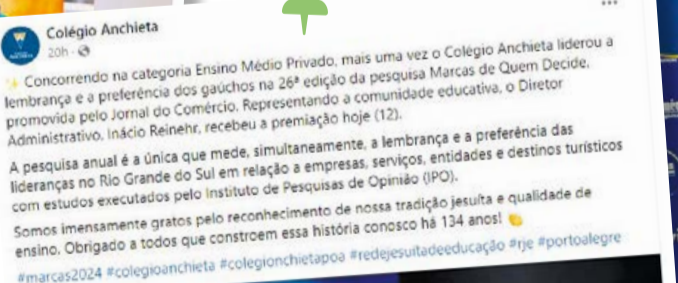 Colégio Anchieta
20h
✨ Concorrendo na categoria Ensino Médio Privado, mais uma vez o Colégio Anchieta liderou a
lembrança e a preferência dos gaúchos na 26ª edição da pesquisa Marcas de Quem Decide,
promovida pelo Jornal do Comércio. Representando a comunidade educativa, o Diretor
Administrativo, Inácio Reinehr, recebeu a premiação hoje (12).
A pesquisa anual é a única que mede, simultaneamente, a lembrança e a preferência das
lideranças no Rio Grande do Sul em relação a empresas, serviços, entidades e destinos turísticos
com estudos executados pelo Instituto de Pesquisas de Opinião (IPO).
Somos imensamente gratos pelo reconhecimento de nossa tradição jesuíta e qualidade de
ensino. Obrigado a todos que constroem essa história conosco há 134 anos! 👏
#marcas2024 #colegioanchieta #colegionchietapoa #redejesuitadeeducação #rje #portoalegre